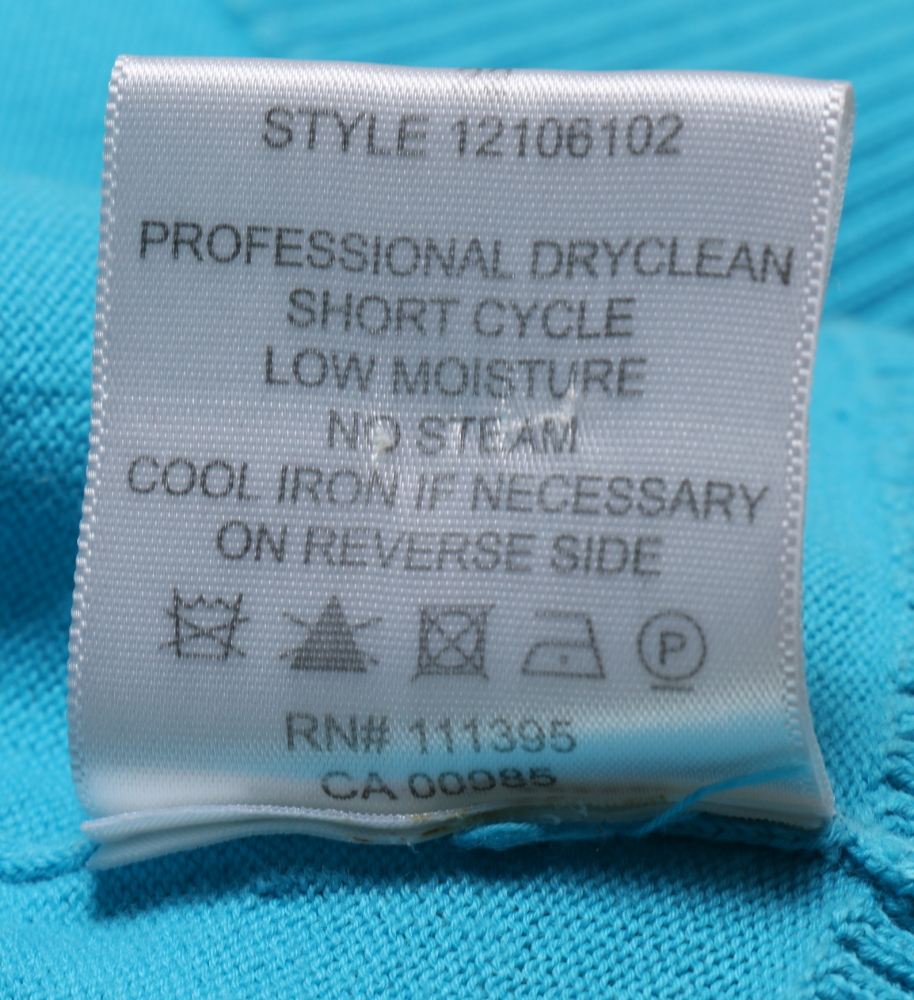 STYLE 12106102
PROFESSIONAL DRYCLEAN
SHORT CYCLE
LOW MOISTURE
NO STEAM
COOL IRON IF NECESSARY
ON REVERSE SIDE
P
RN# 111395
CA 00985